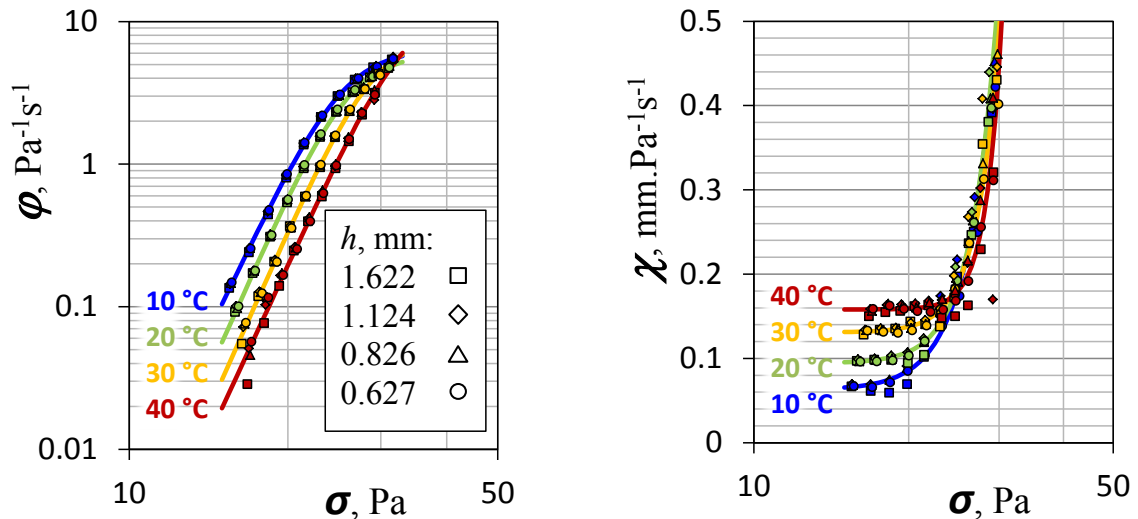 10
1
0.1
0.01
φ, Pa⁻¹s⁻¹
10 °C
20 °C
30 °C
40 °C
h, mm:
1.622
1.124
0.826
0.627
10
σ, Pa
50
0.5
0.4
0.3
0.2
0.1
0
χ, mm.Pa⁻¹s⁻¹
40 °C
30 °C
20 °C
10 °C
10
σ, Pa
50